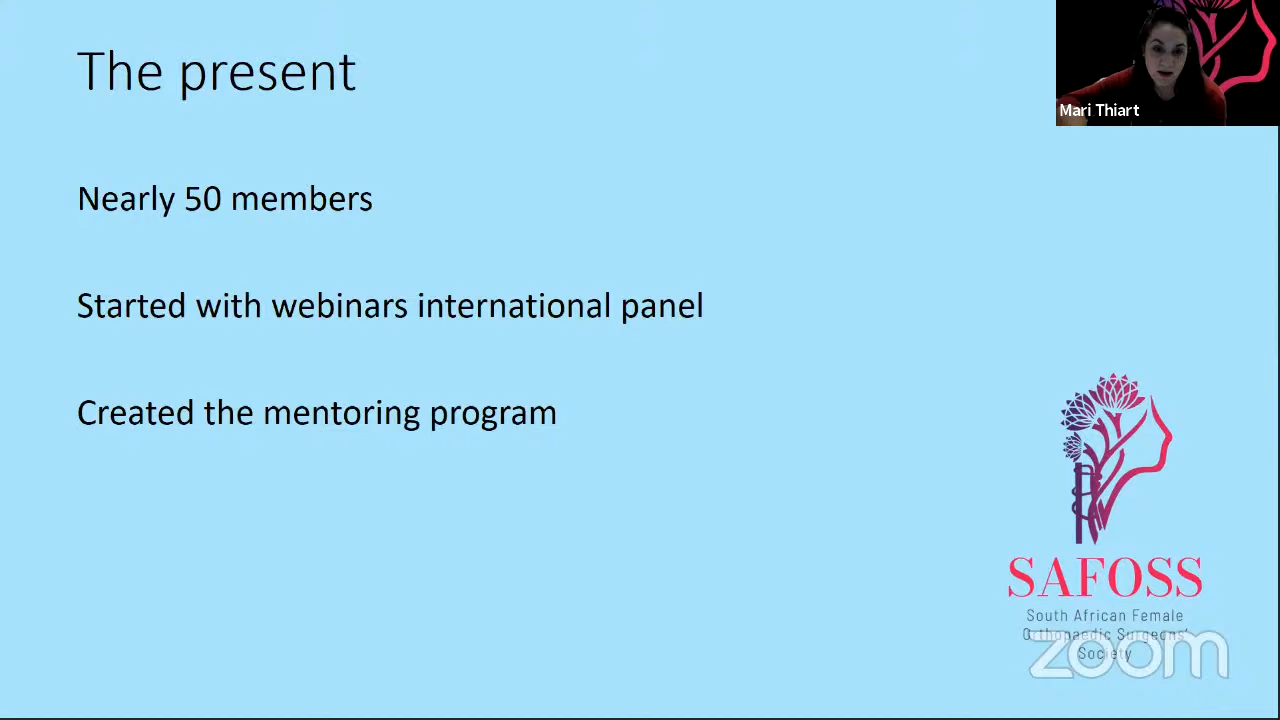 The present
Mari Thiart
Nearly 50 members
Started with webinars international panel
Created the mentoring program
SAFOSS
South African Female
Orthopaedic Surgeons'
Society
zoom